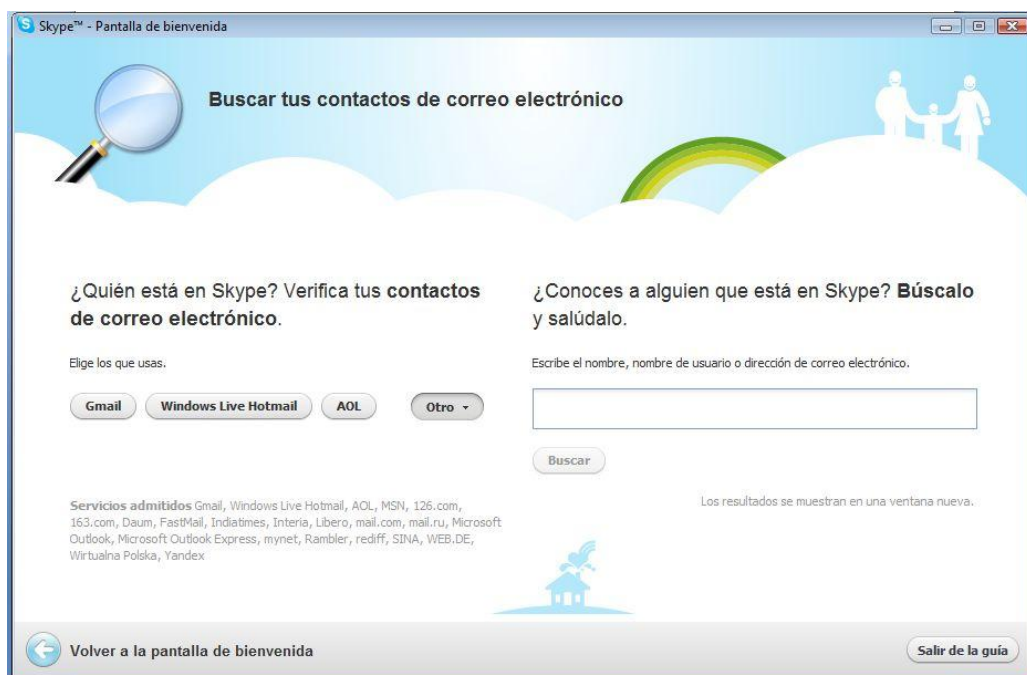 Skype™ - Pantalla de bienvenida
Buscar tus contactos de correo electrónico
¿Quién está en Skype? Verifica tus contactos
de correo electrónico.
Elige los que usas.
Gmail
Windows Live Hotmail
AOL
Otro
Servicios admitidos Gmail, Windows Live Hotmail, AOL, MSN, 126.com,
163.com, Daum, FastMail, Indiatimes, Interia, Libero, mail.com, mail.ru, Microsoft
Outlook, Microsoft Outlook Express, mynet, Rambler, rediff, SINA, WEB.DE,
Wirtualna Polska, Yandex
¿Conoces a alguien que está en Skype? Búscalo
y salúdalo.
Escribe el nombre, nombre de usuario o dirección de correo electrónico.
Buscar
Los resultados se muestran en una ventana nueva.
Volver a la pantalla de bienvenida
Salir de la guía